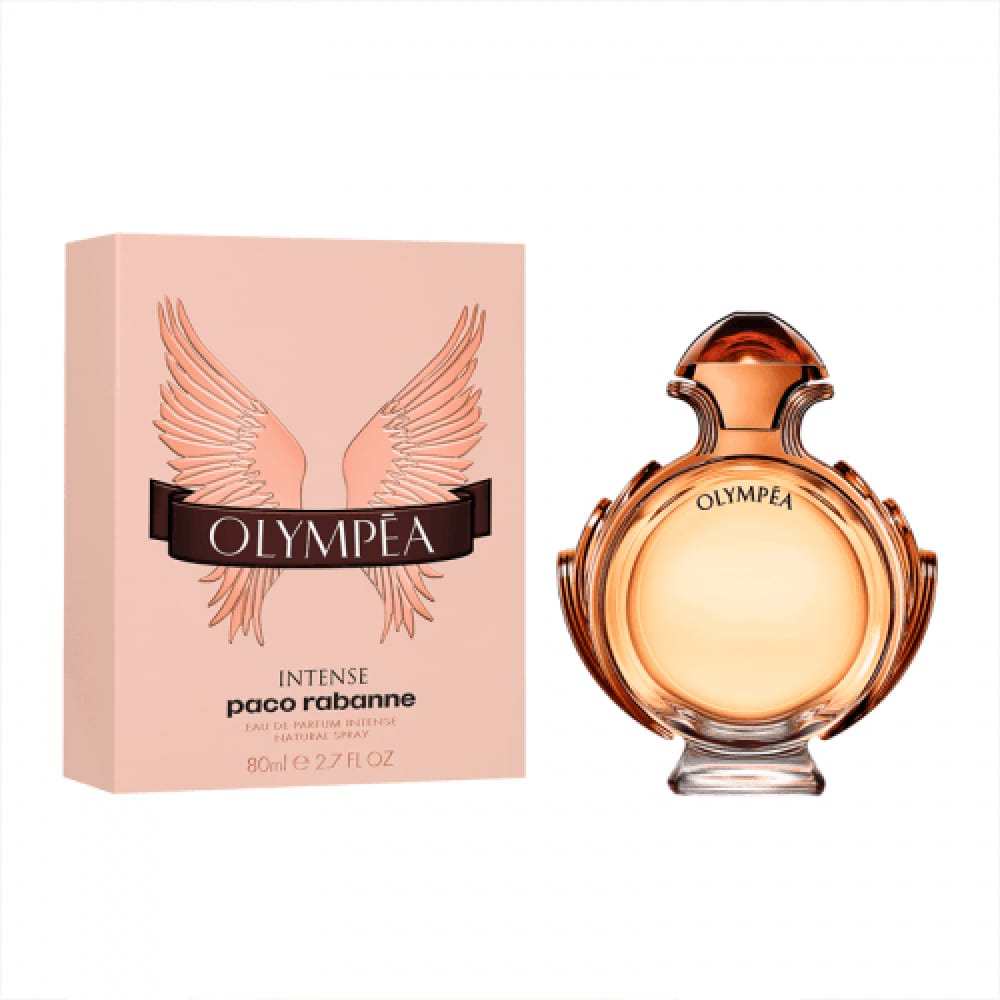 OLYMPĒA
INTENSE
paco rabanne
EAU DE PARFUM INTENSE
NATURAL SPRAY
80ml ℮ 2.7 FL OZ
OLYMPĒA